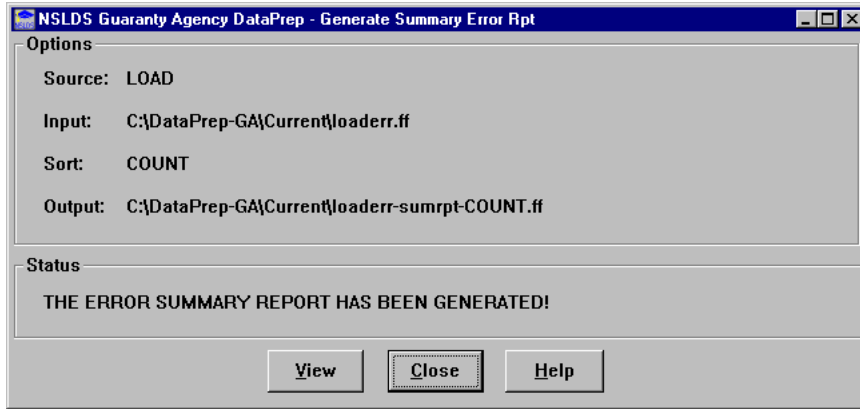 NSLDS Guaranty Agency DataPrep - Generate Summary Error Rpt
Options
Source: LOAD
Input: C:\DataPrep-GA\Current\loaderr.ff
Sort: COUNT
Output: C:\DataPrep-GA\Current\loaderr-sumrpt-COUNT.ff
Status
THE ERROR SUMMARY REPORT HAS BEEN GENERATED!
View Close Help